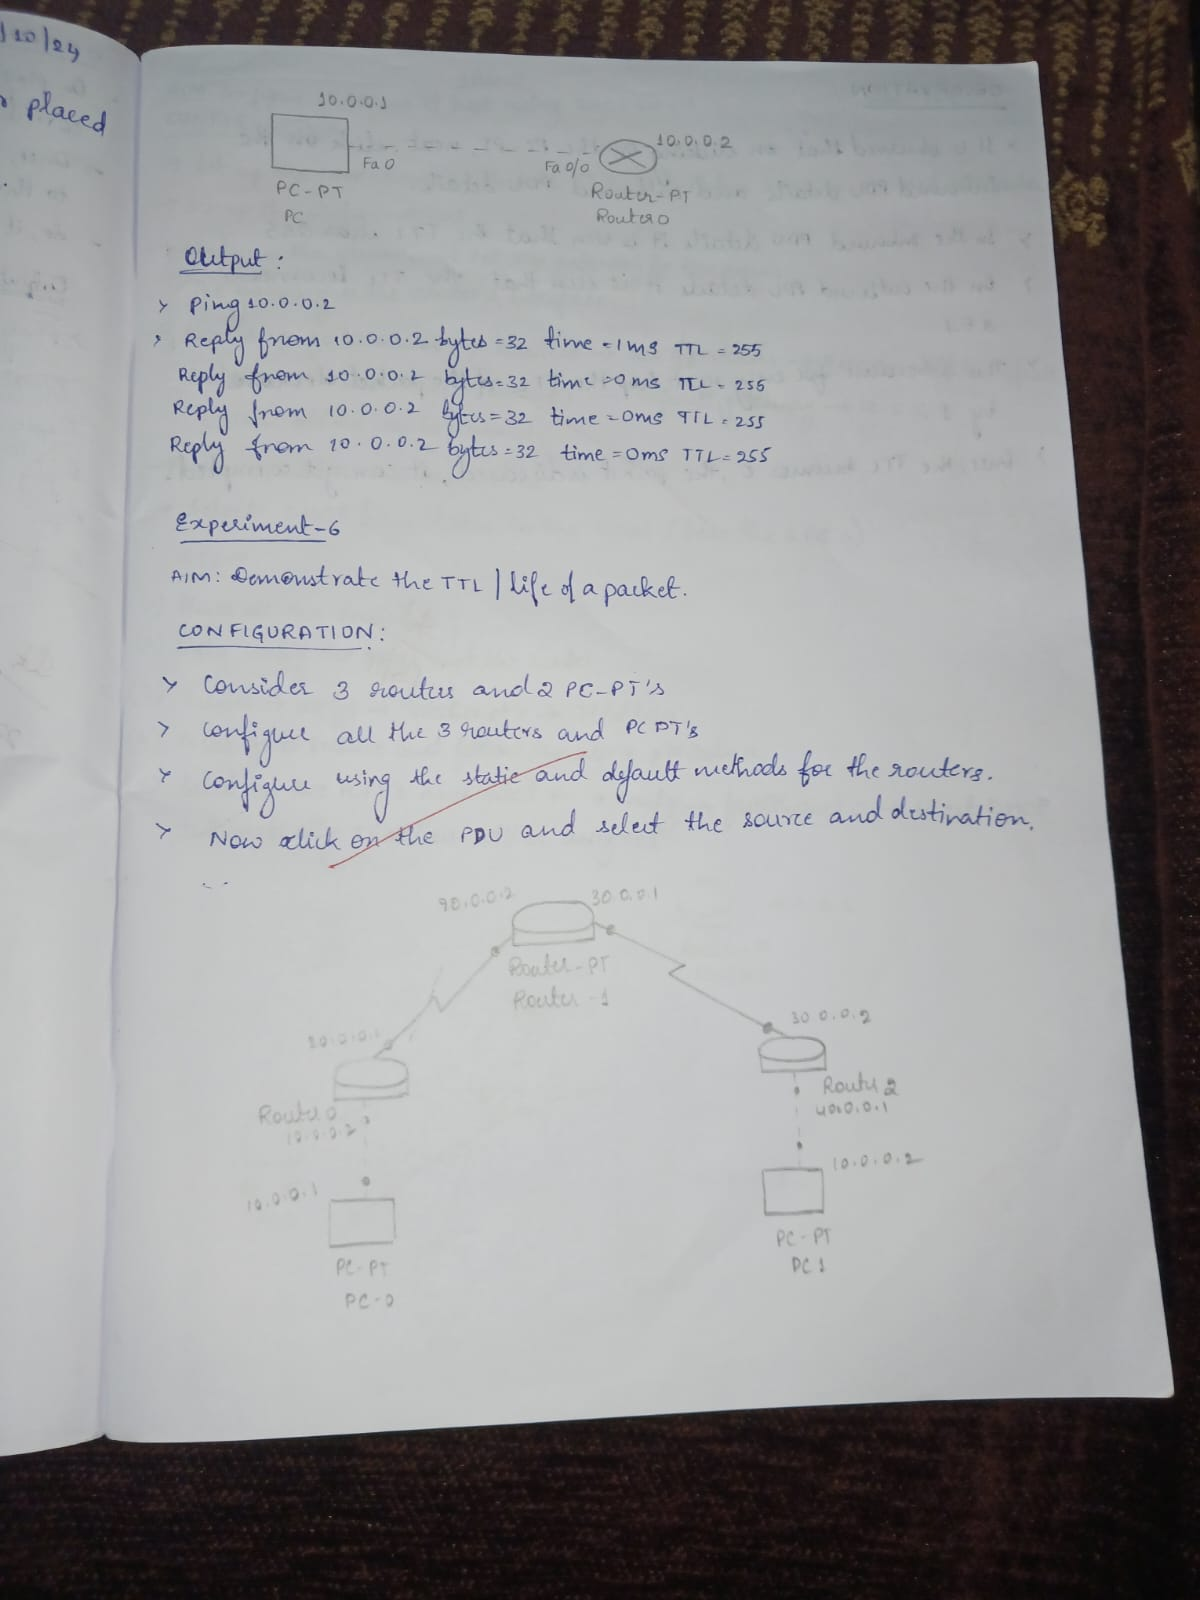 10/24
placed
10.0.0.1
10.0.0.2
Fa0
Fa0/0
PC-PT
PC
Router-PT
Router0
Output :
> Ping 10.0.0.2
> Reply from 10.0.0.2 bytes = 32 time = 1ms TTL = 255
Reply from 10.0.0.2 bytes = 32 time = 0ms TTL = 255
Reply from 10.0.0.2 bytes = 32 time = 0ms TTL = 255
Reply from 10.0.0.2 bytes = 32 time = 0ms TTL = 255
Experiment-6
AIM: Demonstrate the TTL / life of a packet.
CONFIGURATION:
> Consider 3 routers and 2 PC-PT's
> Configure all the 3 routers and PC PT's
> Configure using the static and default methods for the routers.
> Now click on the PDU and select the source and destination.
30.0.0.1
Router-PT
Router-1
30.0.0.2
Router 2
40.0.0.1
Router 0
10.0.0.2
10.0.0.1
10.0.0.2
PC-PT
PC 1
PC-PT
PC-0